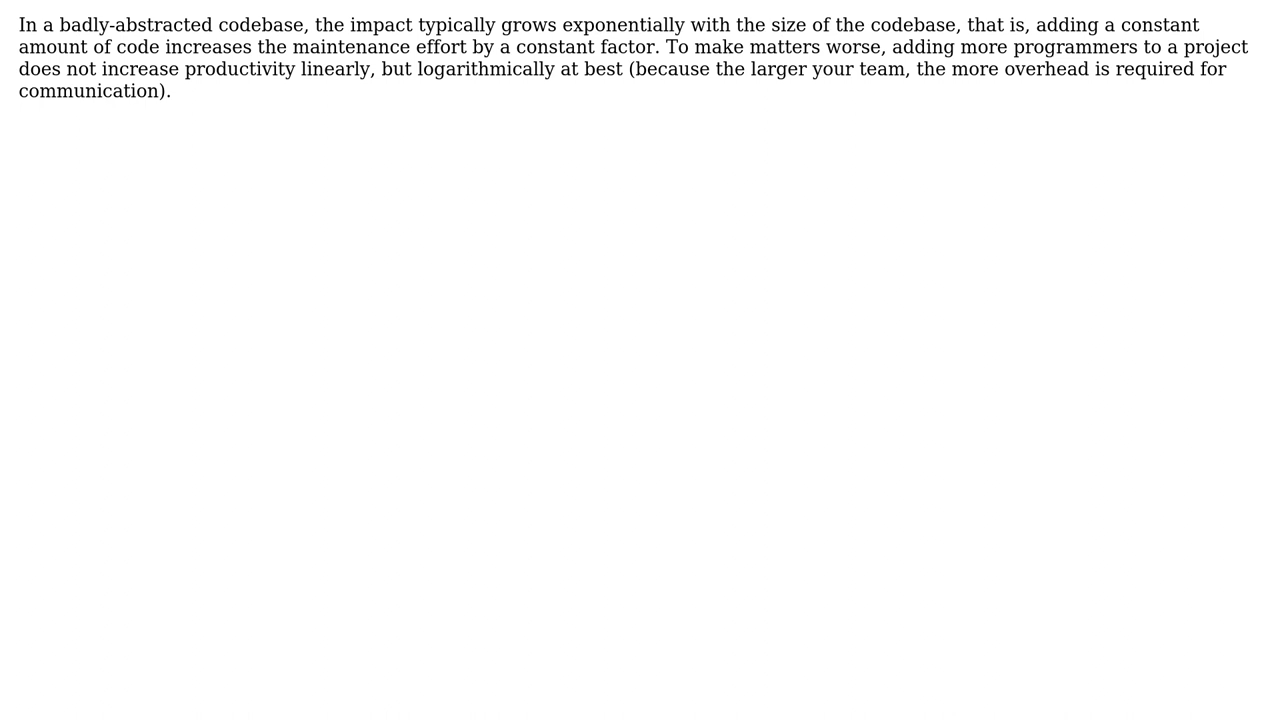 In a badly-abstracted codebase, the impact typically grows exponentially with the size of the codebase, that is, adding a constant
amount of code increases the maintenance effort by a constant factor. To make matters worse, adding more programmers to a project
does not increase productivity linearly, but logarithmically at best (because the larger your team, the more overhead is required for
communication).